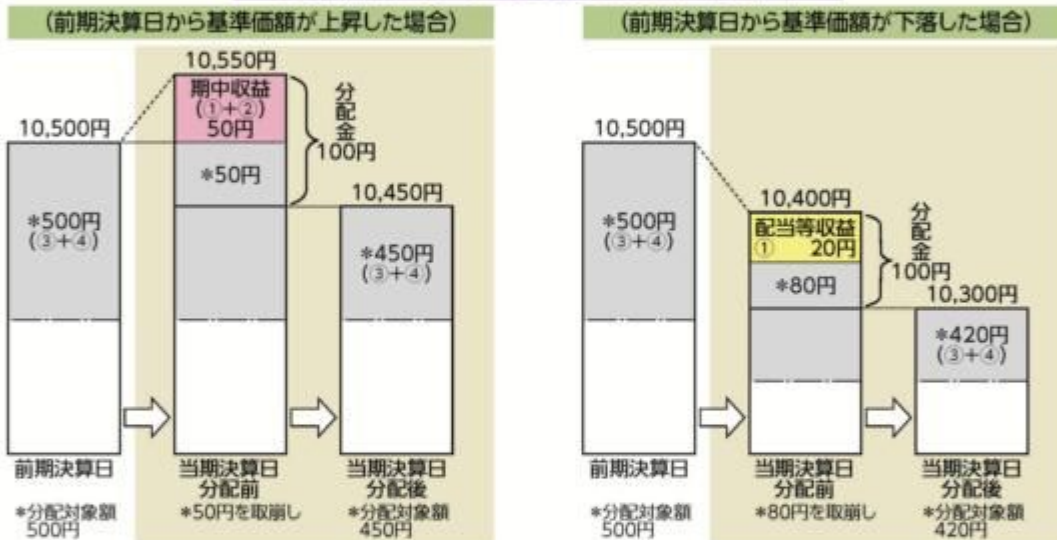 (前期決算日から基準価額が上昇した場合)
10,550円
期中収益
(①+②)
50円
*50円
分配金
100円
10,500円
*500円
(③+④)
10,450円
*450円
(③+④)
前期決算日
当期決算日
分配前
当期決算日
分配後
*分配対象額
500円
*50円を取崩し
*分配対象額
450円
(前期決算日から基準価額が下落した場合)
10,500円
*500円
(③+④)
10,400円
配当等収益
① 20円
*80円
分配金
100円
10,300円
*420円
(③+④)
前期決算日
当期決算日
分配前
当期決算日
分配後
*分配対象額
500円
*80円を取崩し
*分配対象額
420円